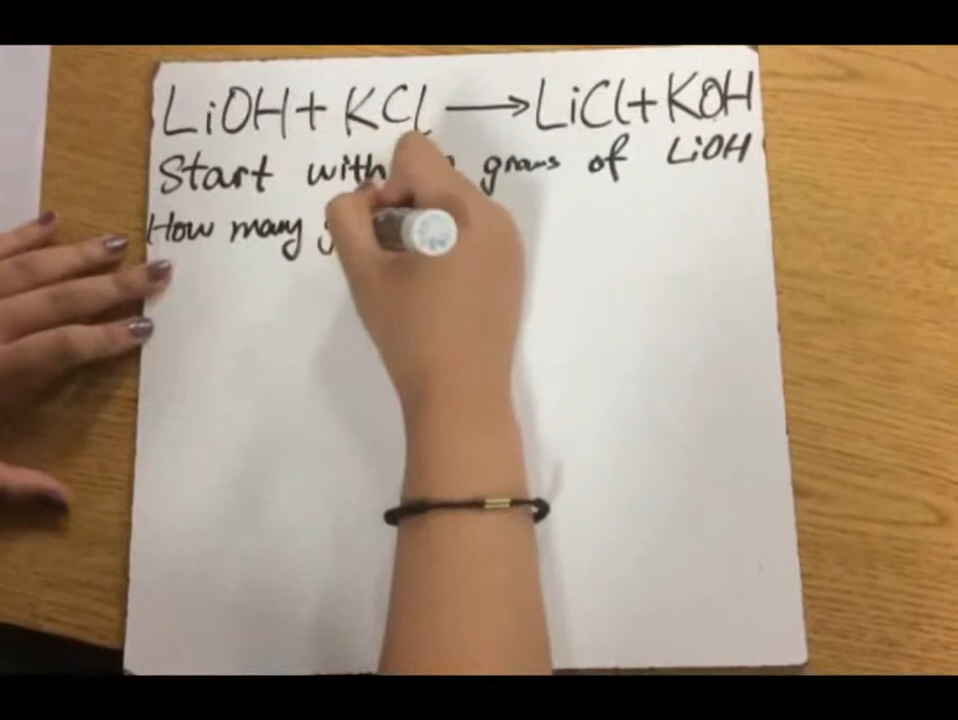 LiOH + KCl → LiCl + KOH
Start with grams of LiOH
How many